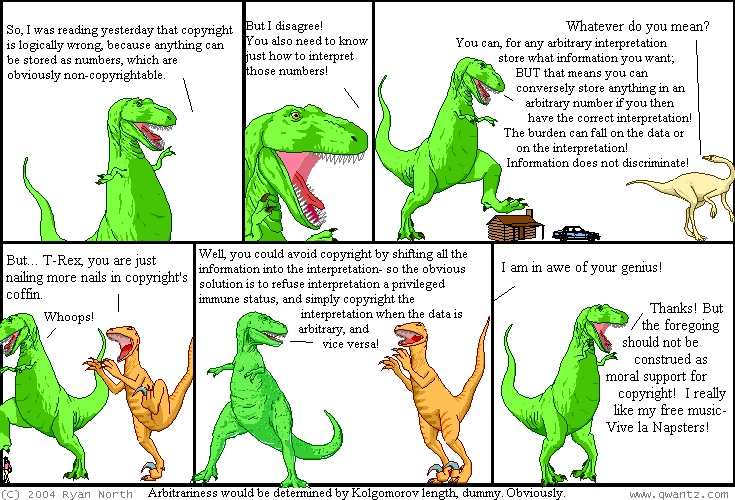 So, I was reading yesterday that copyright
is logically wrong, because anything can
be stored as numbers, which are
obviously non-copyrightable.
But I disagree!
You also need to know
just how to interpret
those numbers!
Whatever do you mean?
You can, for any arbitrary interpretation
store what information you want;
BUT that means you can
conversely store anything in an
arbitrary number if you then
have the correct interpretation!
The burden can fall on the data or
on the interpretation!
Information does not discriminate!
But... T-Rex, you are just
nailing more nails in copyright's
coffin.
Whoops!
Well, you could avoid copyright by shifting all the
information into the interpretation- so the obvious
solution is to refuse interpretation a privileged
immune status, and simply copyright the
interpretation when the data is
arbitrary, and
vice versa!
I am in awe of your genius!
Thanks! But
the foregoing
should not be
construed as
moral support for
copyright! I really
like my free music-
Vive la Napsters!
(C) 2004 Ryan North
Arbitrariness would be determined by Kolgomorov length, dummy. Obviously.
www.qwantz.com